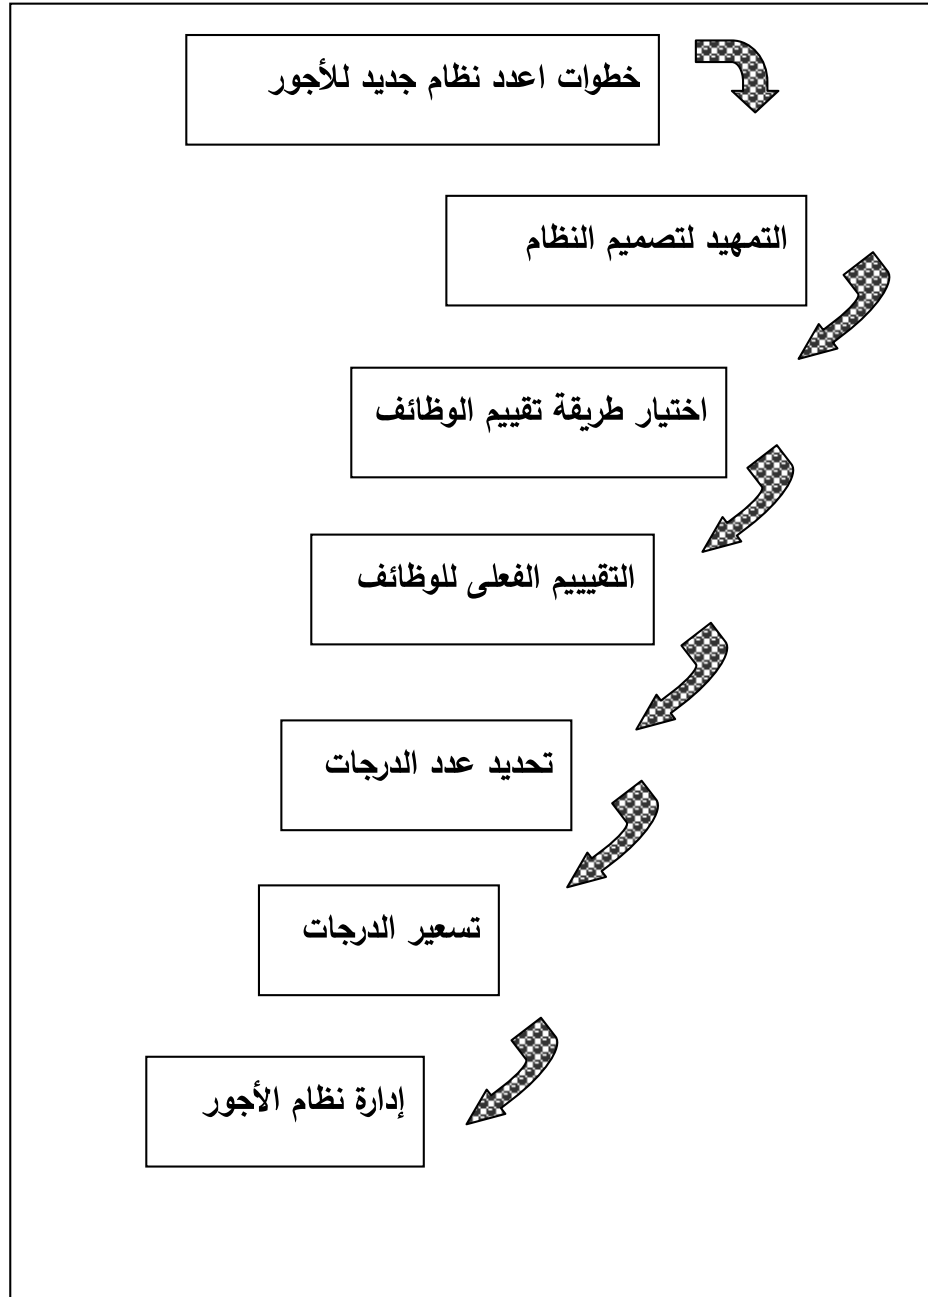 خطوات اعدد نظام جديد للأجور
التمهيد لتصميم النظام
اختيار طريقة تقييم الوظائف
التقيييم الفعلى للوظائف
تحديد عدد الدرجات
تسعير الدرجات
إدارة نظام الأجور